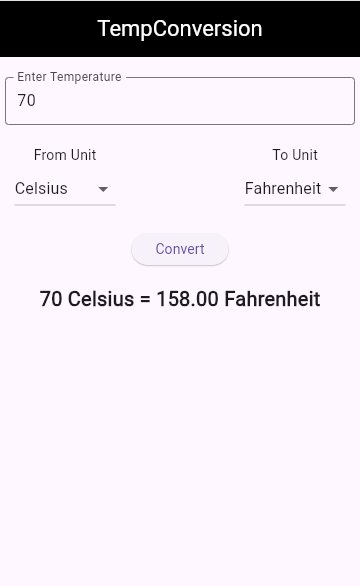 TempConversion
Enter Temperature
70
From Unit To Unit
Celsius Fahrenheit
Convert
70 Celsius = 158.00 Fahrenheit